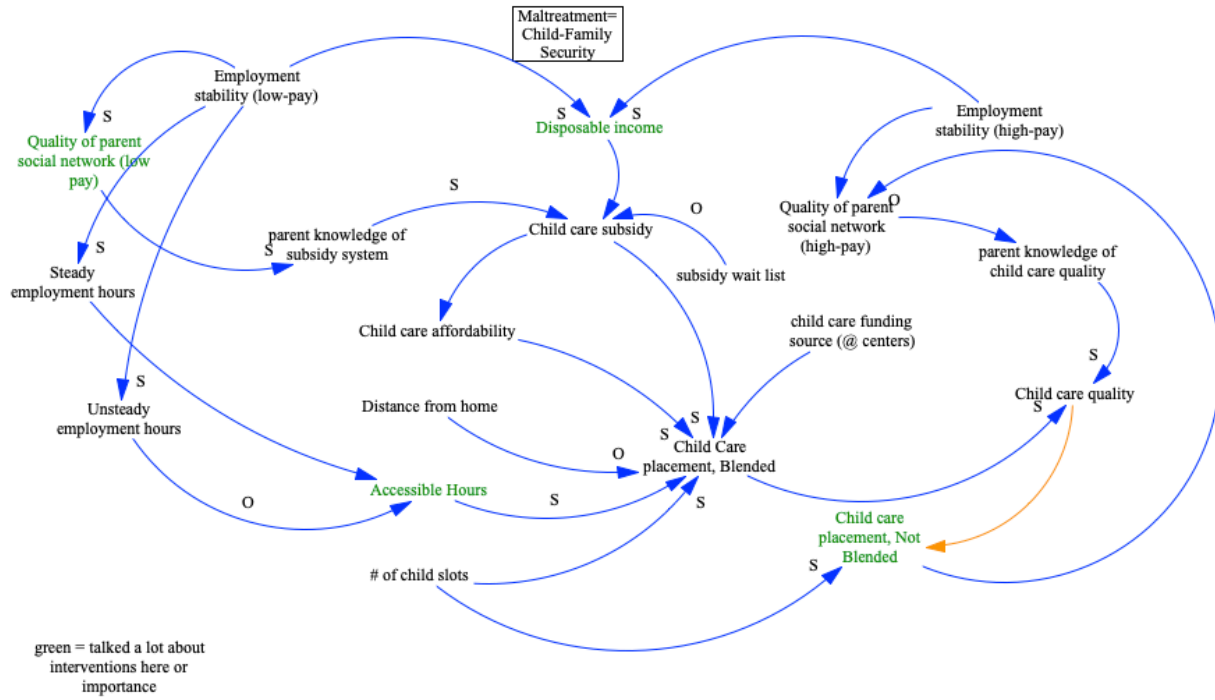 Maltreatment=
Child-Family
Security
Employment
stability (low-pay)
S
Quality of parent
social network (low
pay)
S
S
Disposable income
Employment
stability (high-pay)
S
parent knowledge of
subsidy system
S
O
Child care subsidy
subsidy wait list
O
Quality of parent
social network
(high-pay)
parent knowledge of
child care quality
S
Steady
employment hours
Child care affordability
child care funding
source (@ centers)
S
Child care quality
S
S
Unsteady
employment hours
Distance from home
S
S
O
Child Care
placement, Blended
Accessible Hours
O
S
S
Child care
placement, Not
Blended
S
# of child slots
green = talked a lot about
interventions here or
importance